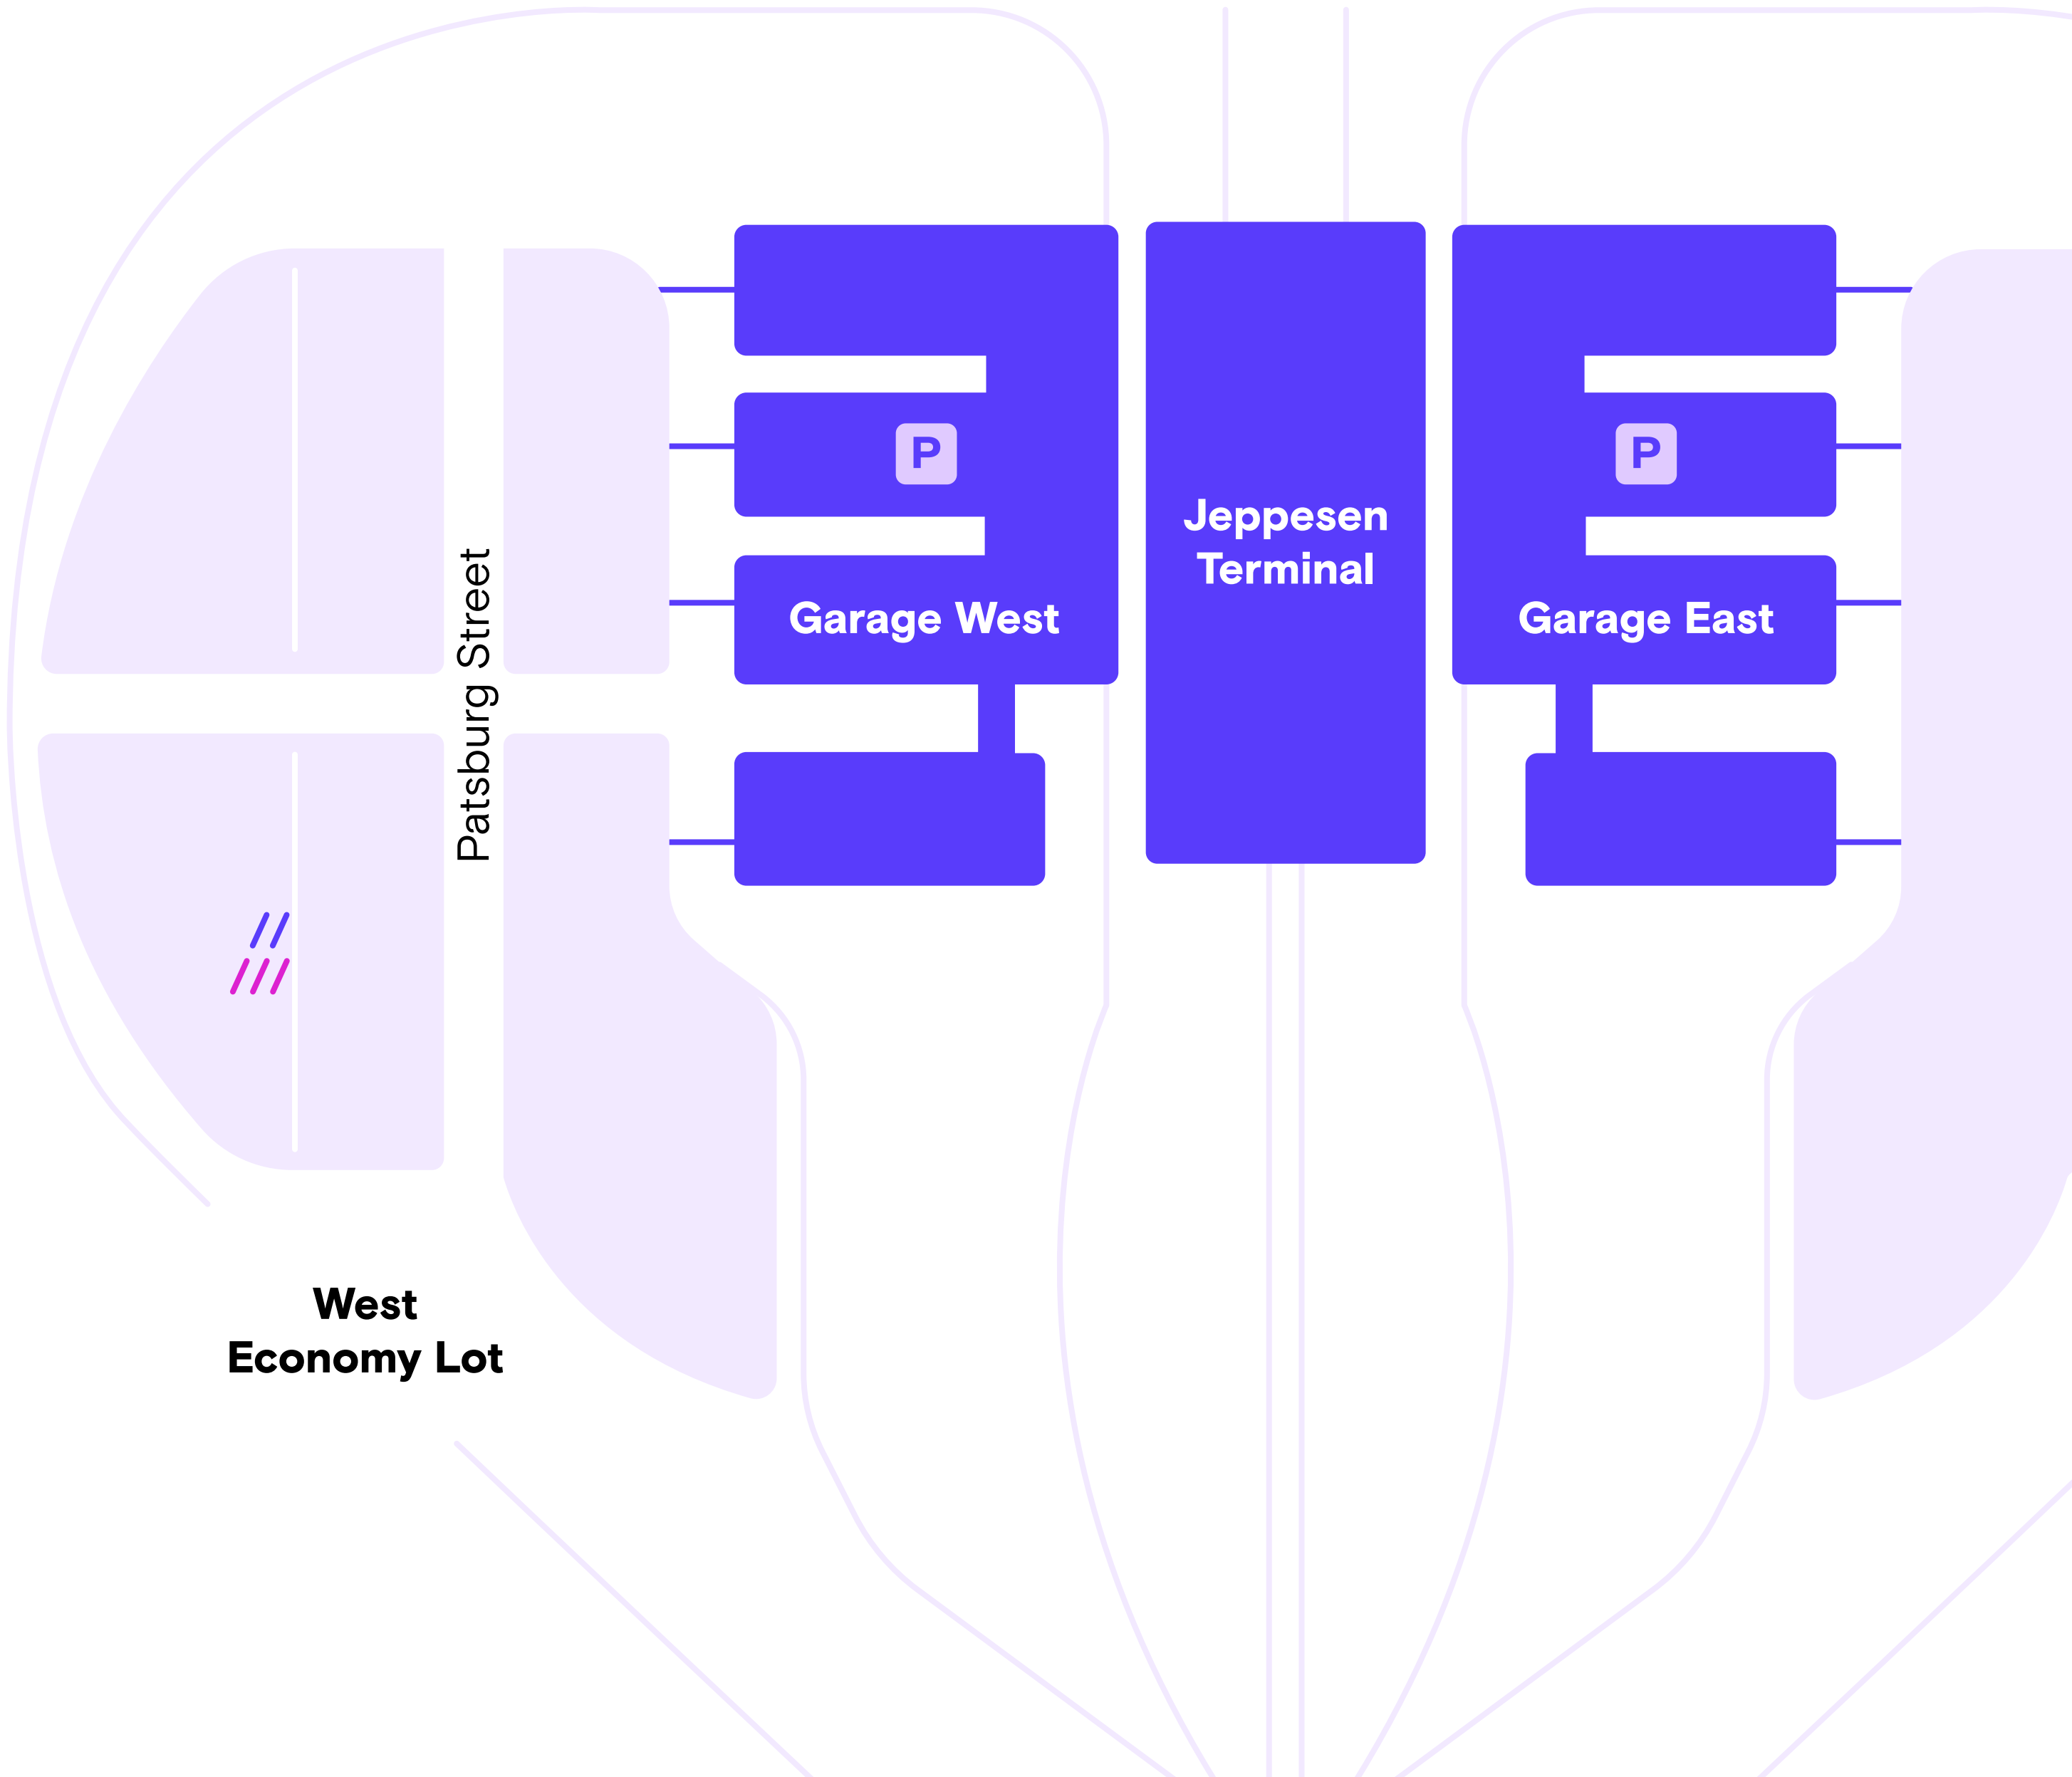 P
P
Jeppesen
Terminal
Garage West
Garage East
Patsburg Street
West
Economy Lot